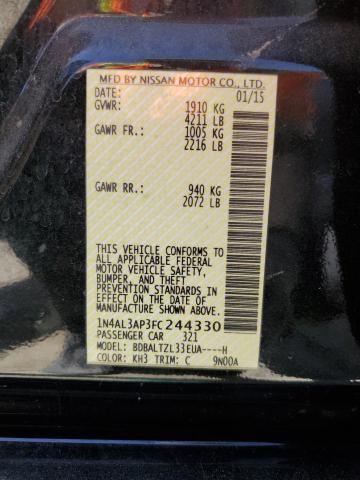 MFD BY NISSAN MOTOR CO., LTD.
DATE: 01/15
GVWR: 1910 KG
4211 LB
GAWR FR.: 1005 KG
2216 LB
GAWR RR.: 940 KG
2072 LB
THIS VEHICLE CONFORMS TO
ALL APPLICABLE FEDERAL
MOTOR VEHICLE SAFETY,
BUMPER, AND THEFT
PREVENTION STANDARDS IN
EFFECT ON THE DATE OF
MANUFACTURE SHOWN ABOVE.
1N4AL3AP3FC244330
PASSENGER CAR 321
MODEL: BDBALTZL33EUA----H
COLOR: KH3 TRIM: C 9N00A